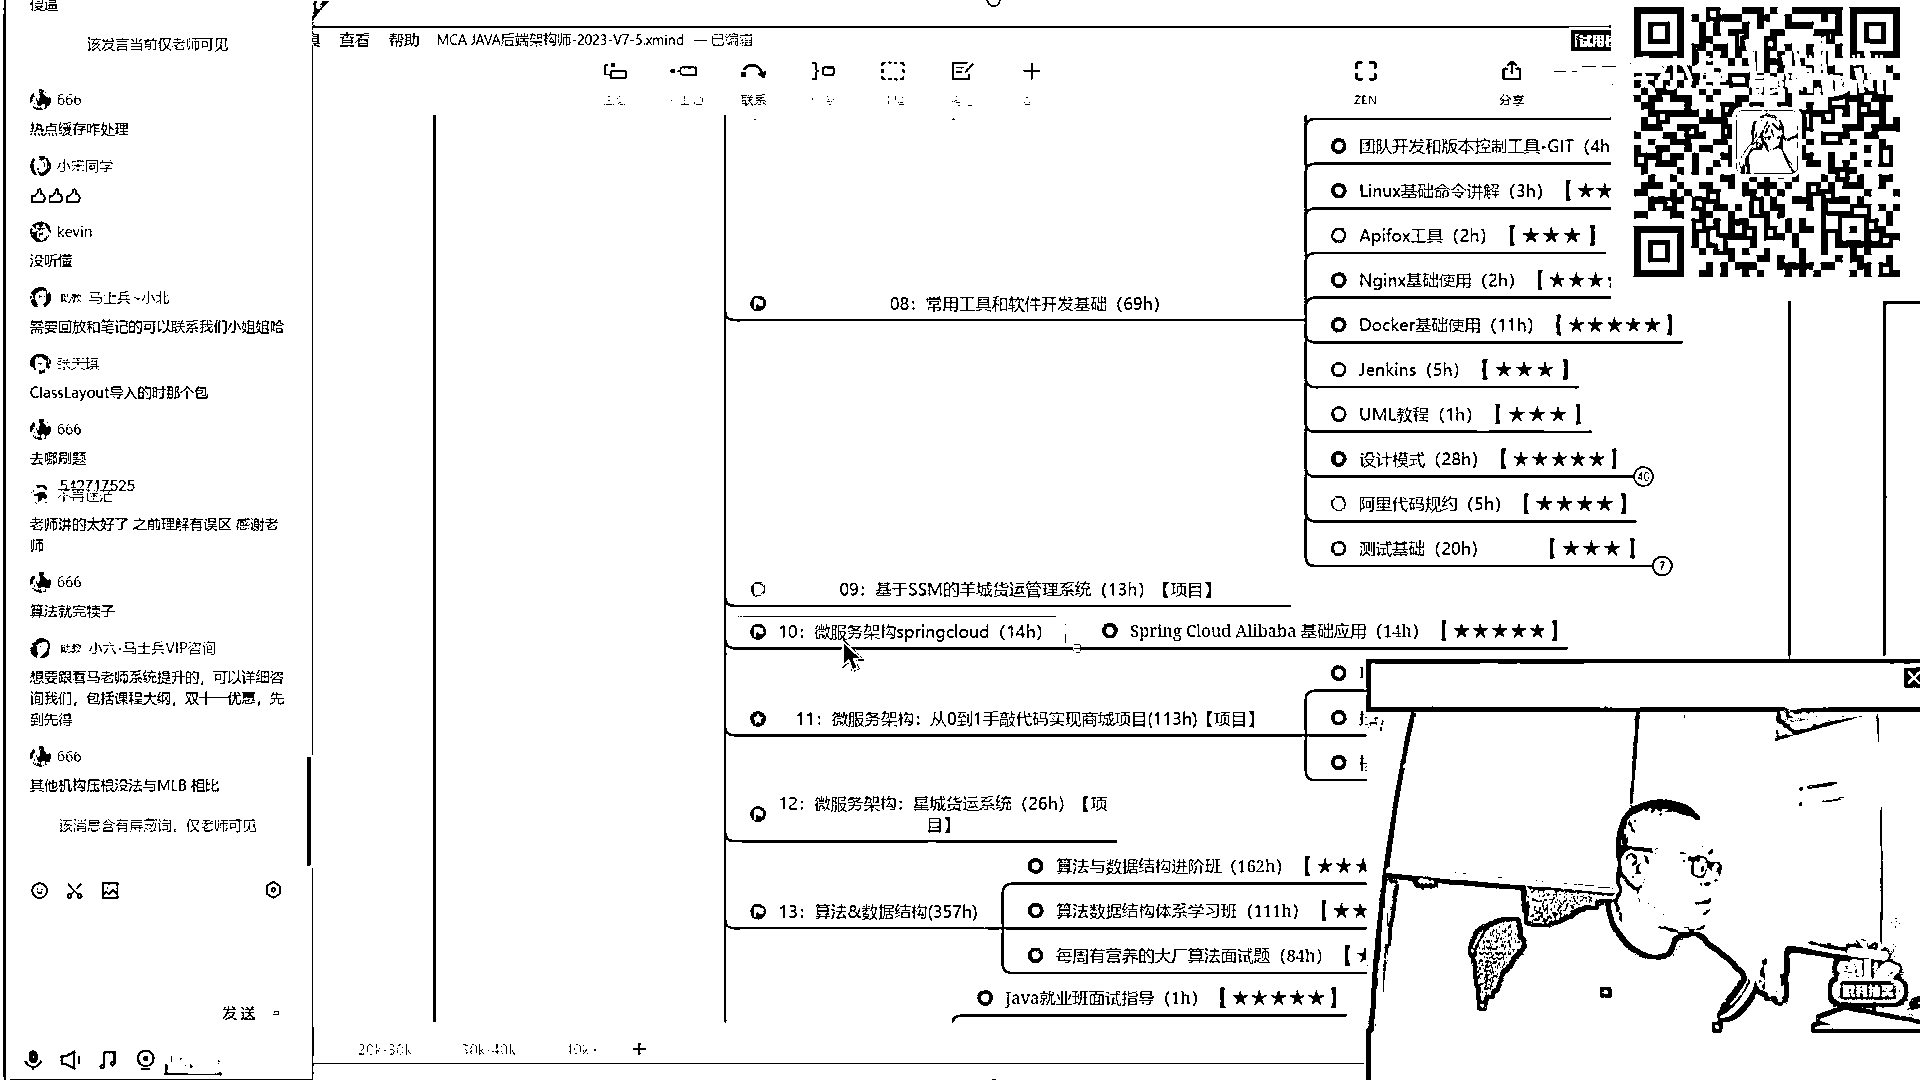 该发言当前仅老师可见
666
热点缓存咋处理
小宋同学
kevin
没听懂
马士兵~小北
需要回放和笔记的可以联系我们小姐姐哈
ClassLayout导入的时那个包
666
去哪刷题
542717525
老师讲的太好了 之前理解有误区 感谢老
师
666
算法就完犊子
小六·马士兵VIP咨询
想要跟着马老师系统提升的，可以详细咨
询我们，包括课程大纲，双十一优惠，先
到先得
666
其他机构压根没法与MLB 相比
该消息含有屏蔽词，仅老师可见
发送
查看 帮助 MCA JAVA后端架构师-2023-V7-5.xmind — 已编辑
联系
ZEN
分享
团队开发和版本控制工具-GIT（4h
Linux基础命令讲解（3h）【★★
Apifox工具（2h）【★★★】
Nginx基础使用（2h）【★★★
08：常用工具和软件开发基础（69h）
Docker基础使用（11h）【★★★★★】
Jenkins（5h）【★★★】
UML教程（1h）【★★★】
设计模式（28h）【★★★★★】
阿里代码规约（5h）【★★★★】
测试基础（20h）【★★★】
7
09：基于SSM的羊城货运管理系统（13h）【项目】
10：微服务架构springcloud（14h）
Spring Cloud Alibaba 基础应用（14h）【★★★★★】
11：微服务架构：从0到1手敲代码实现商城项目(113h)【项目】
12：微服务架构：星城货运系统（26h）【项
目】
算法与数据结构进阶班（162h）【★★★
13：算法&数据结构(357h)
算法数据结构体系学习班（111h）【★★
每周有营养的大厂算法面试题（84h）【★
Java就业班面试指导（1h）【★★★★★】
20k-30k
30k-40k